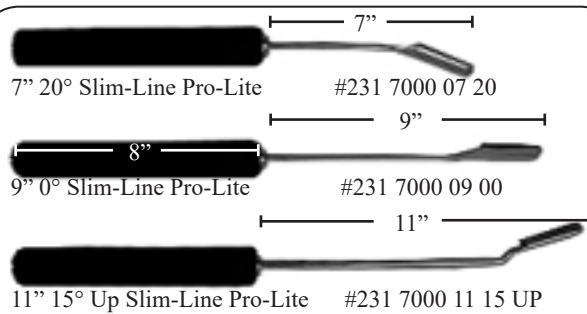 7”
7” 20° Slim-Line Pro-Lite #231 7000 07 20
9”
8”
9” 0° Slim-Line Pro-Lite #231 7000 09 00
11”
11” 15° Up Slim-Line Pro-Lite #231 7000 11 15 UP